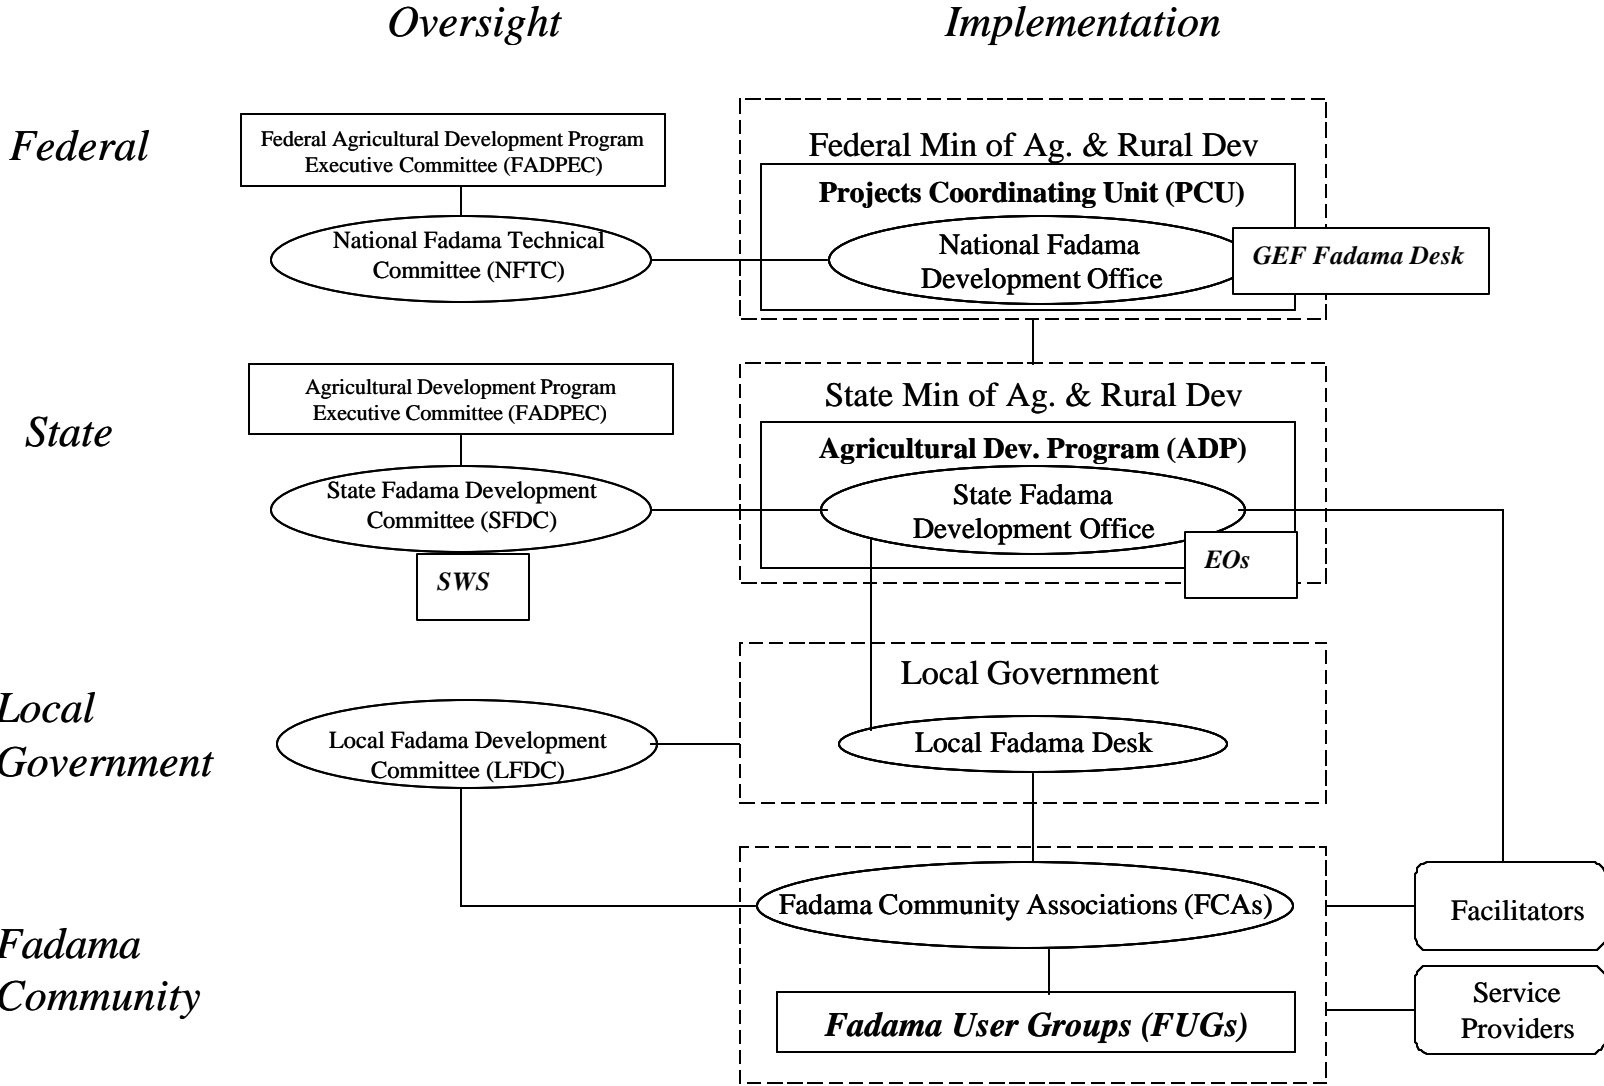 Oversight
Implementation
Federal
Federal Agricultural Development Program
Executive Committee (FADPEC)
National Fadama Technical
Committee (NFTC)
Federal Min of Ag. & Rural Dev
Projects Coordinating Unit (PCU)
National Fadama
Development Office
GEF Fadama Desk
State
Agricultural Development Program
Executive Committee (FADPEC)
State Fadama Development
Committee (SFDC)
SWS
State Min of Ag. & Rural Dev
Agricultural Dev. Program (ADP)
State Fadama
Development Office
EOs
Local
Government
Local Fadama Development
Committee (LFDC)
Local Government
Local Fadama Desk
Fadama
Community
Fadama Community Associations (FCAs)
Fadama User Groups (FUGs)
Facilitators
Service
Providers